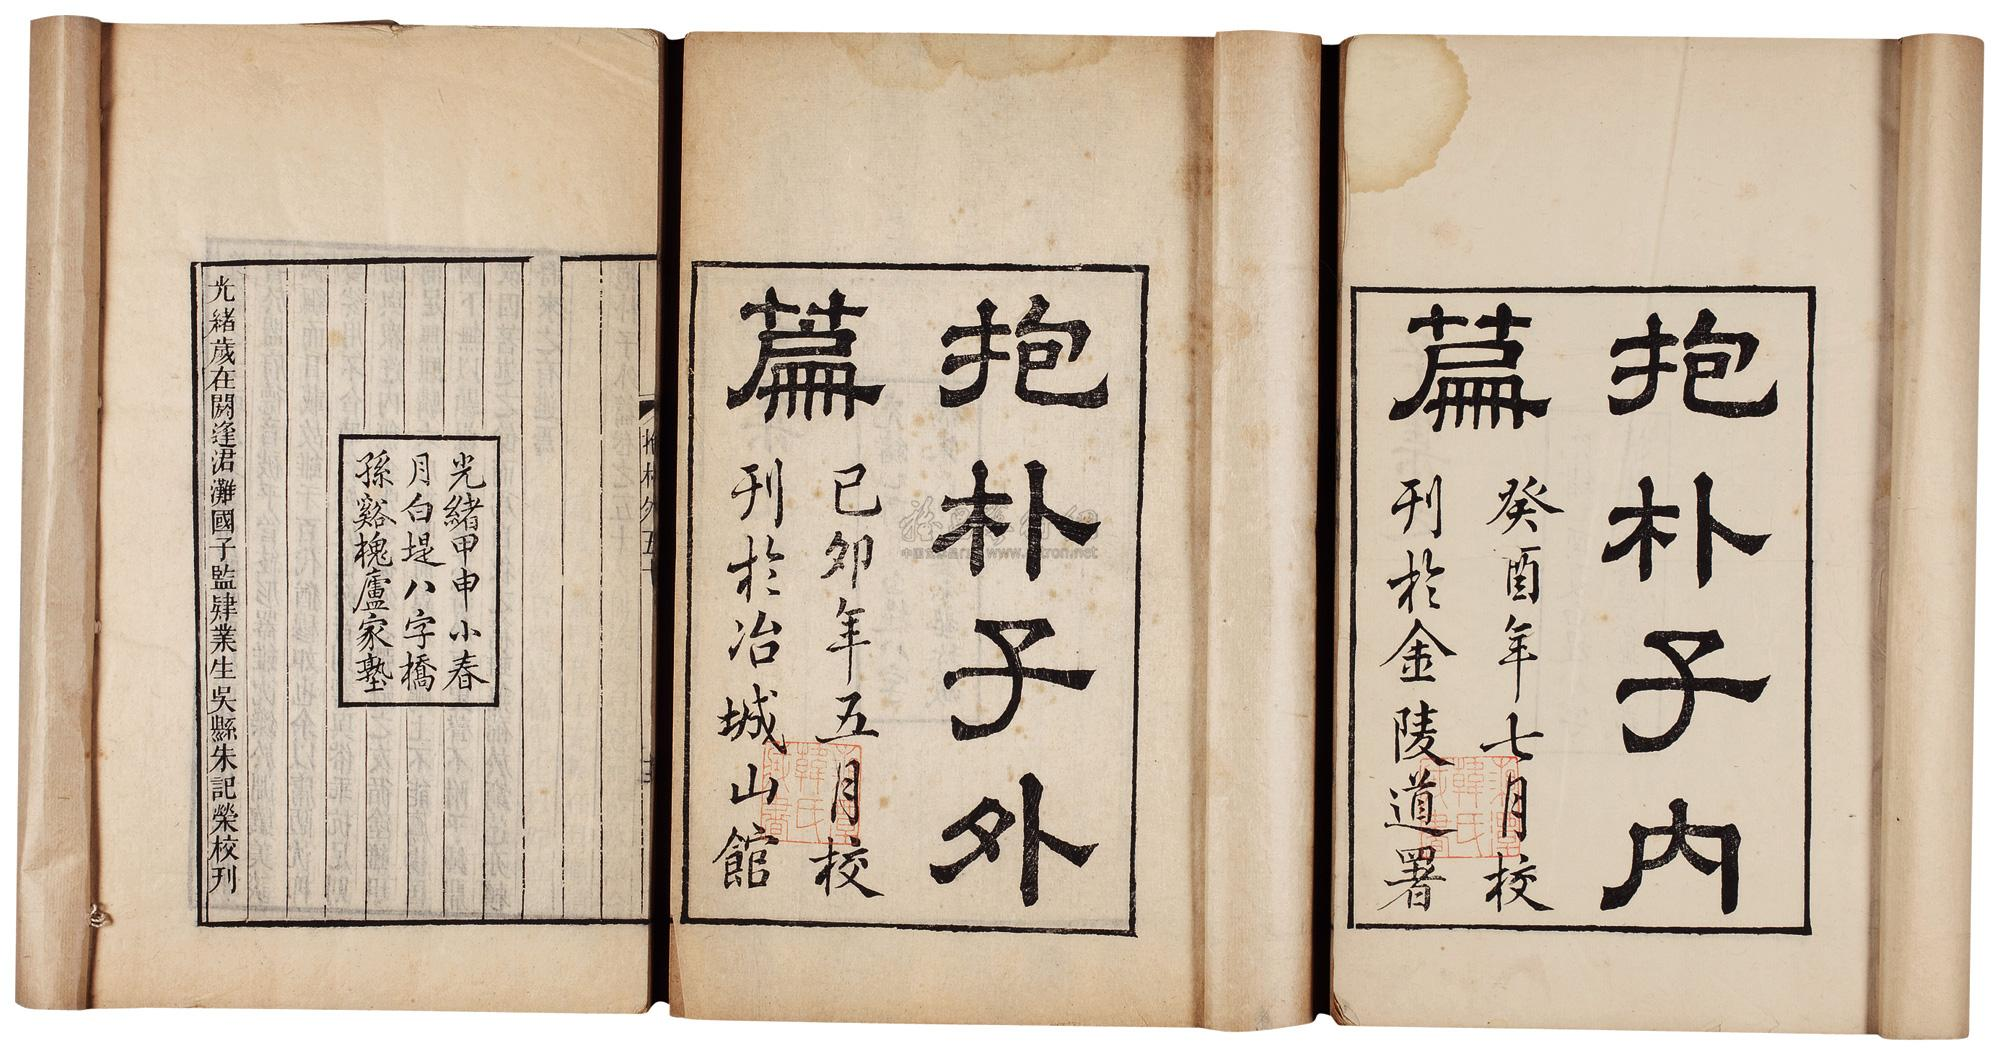 抱朴子内
篇
癸酉年七月校
刊於金陵道署
抱朴子外
篇
己卯年五月校
刊於冶城山館
光緒甲申小春
月白堤八字橋
孫谿槐廬家塾
光緒歲在閼逢涒灘國子監肄業生吳縣朱記榮校刊